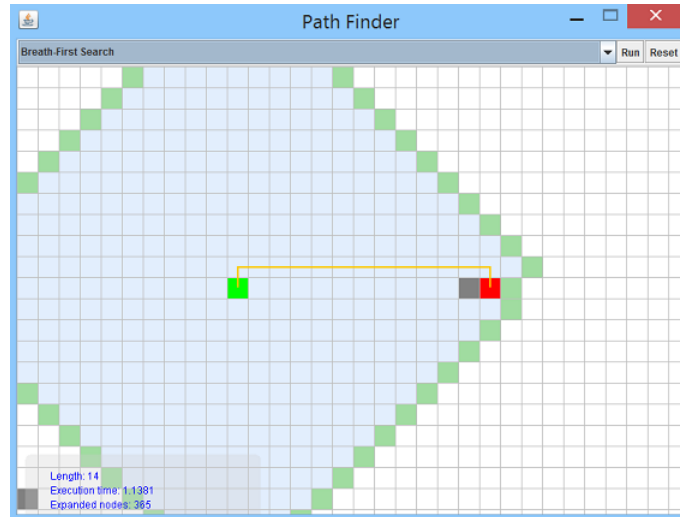 Path Finder
Breath-First Search
Run Reset
Length: 14
Execution time: 1.1381
Expanded nodes: 365